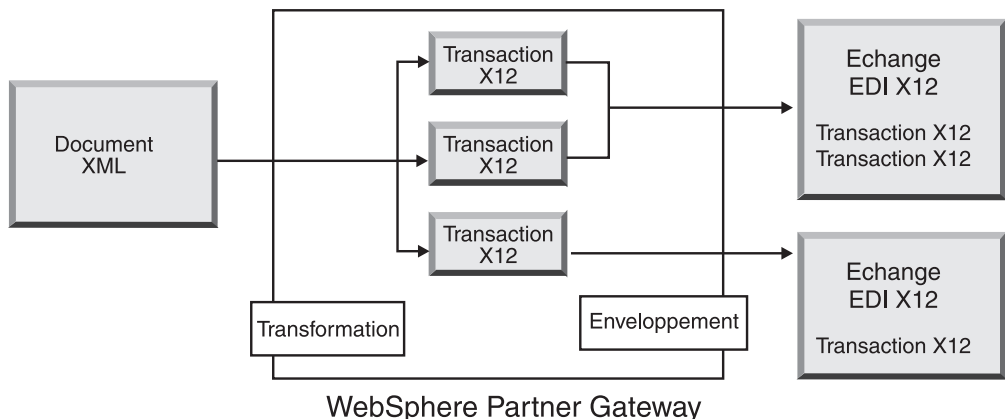 Document
XML
Transaction
X12
Transaction
X12
Transaction
X12
Transformation
Enveloppement
Echange
EDI X12
Transaction X12
Transaction X12
Echange
EDI X12
Transaction X12
WebSphere Partner Gateway